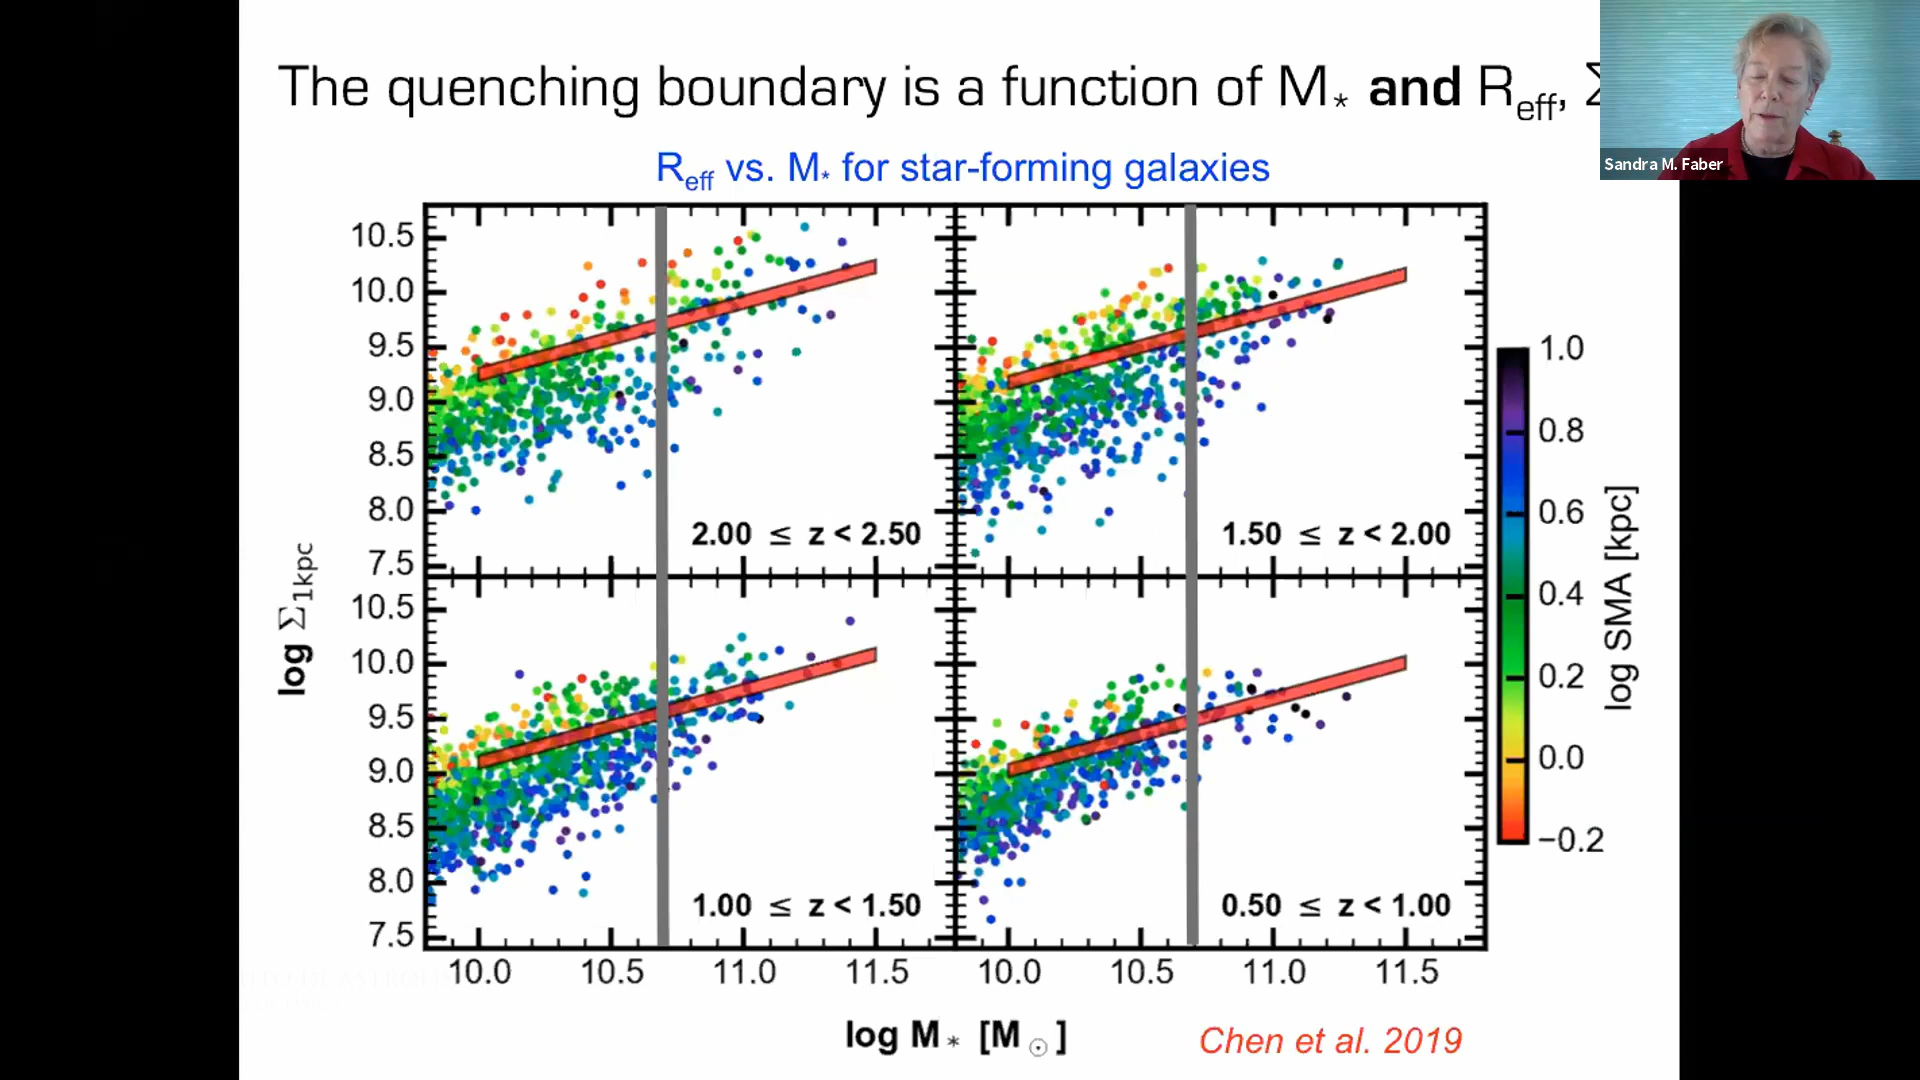 The quenching boundary is a function of M* and Reff, Σ
Sandra M. Faber
Reff vs. M* for star-forming galaxies
10.5
10.0
9.5
9.0
8.5
8.0
7.5
2.00 ≤ z < 2.50
1.50 ≤ z < 2.00
10.5
10.0
9.5
9.0
8.5
8.0
7.5
1.00 ≤ z < 1.50
0.50 ≤ z < 1.00
log Σ1kpc
10.0 10.5 11.0 11.5
10.0 10.5 11.0 11.5
log M* [M⊙]
1.0
0.8
0.6
0.4
0.2
0.0
−0.2
log SMA [kpc]
Chen et al. 2019